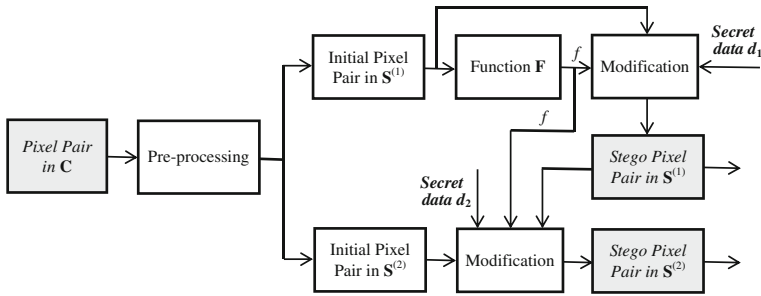 Secret
data d₁
Initial Pixel
Pair in S⁽¹⁾
Function F
f
Modification
f
Pixel Pair
in C
Pre-processing
Stego Pixel
Pair in S⁽¹⁾
Secret
data d₂
Initial Pixel
Pair in S⁽²⁾
Modification
Stego Pixel
Pair in S⁽²⁾